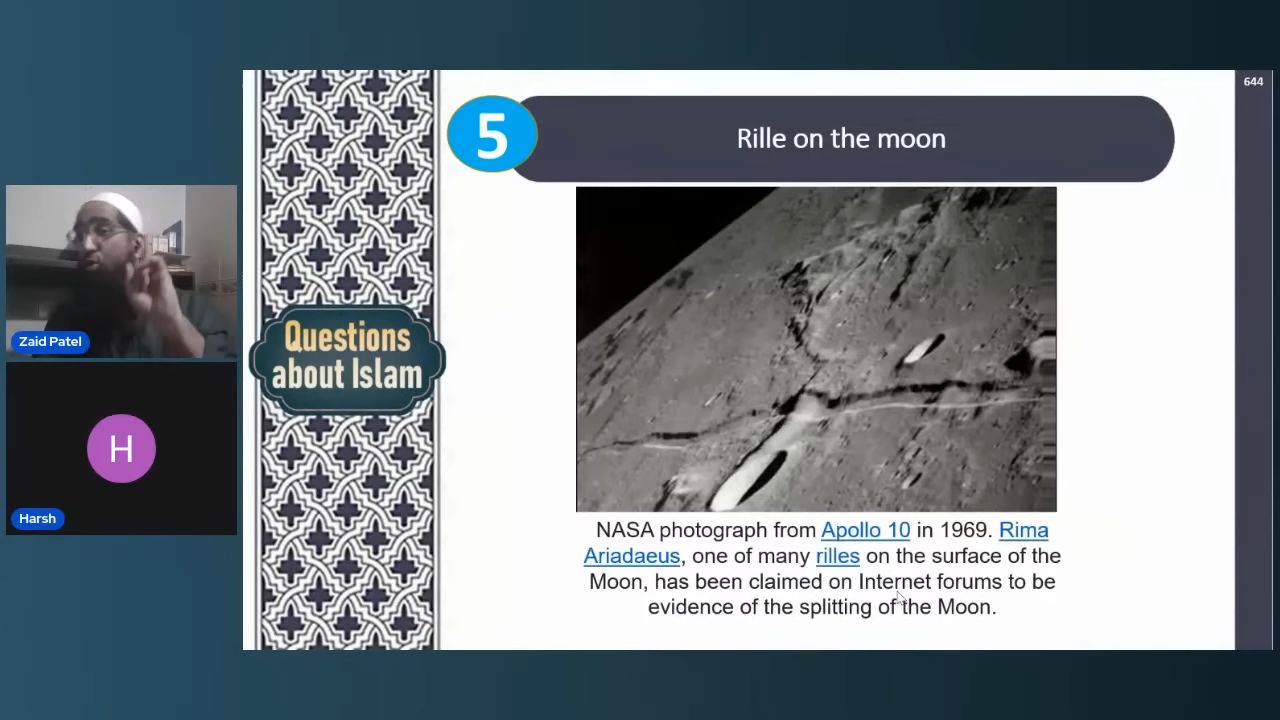 644
5
Rille on the moon
Zaid Patel
H
Harsh
Questions
about Islam
NASA photograph from Apollo 10 in 1969. Rima
Ariadaeus, one of many rilles on the surface of the
Moon, has been claimed on Internet forums to be
evidence of the splitting of the Moon.